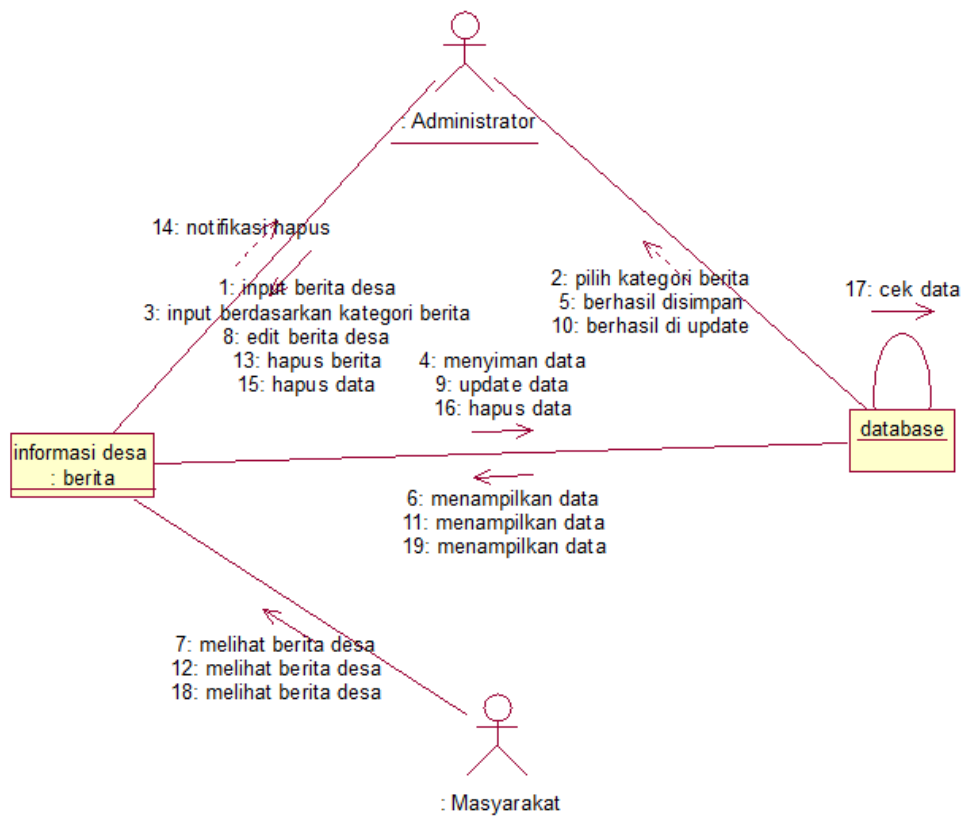 : Administrator
14: notifikasi hapus
1: input berita desa
3: input berdasarkan kategori berita
8: edit berita desa
13: hapus berita
15: hapus data
2: pilih kategori berita
5: berhasil disimpan
10: berhasil di update
17: cek data
4: menyiman data
9: update data
16: hapus data
informasi desa
: berita
database
6: menampilkan data
11: menampilkan data
19: menampilkan data
7: melihat berita desa
12: melihat berita desa
18: melihat berita desa
: Masyarakat